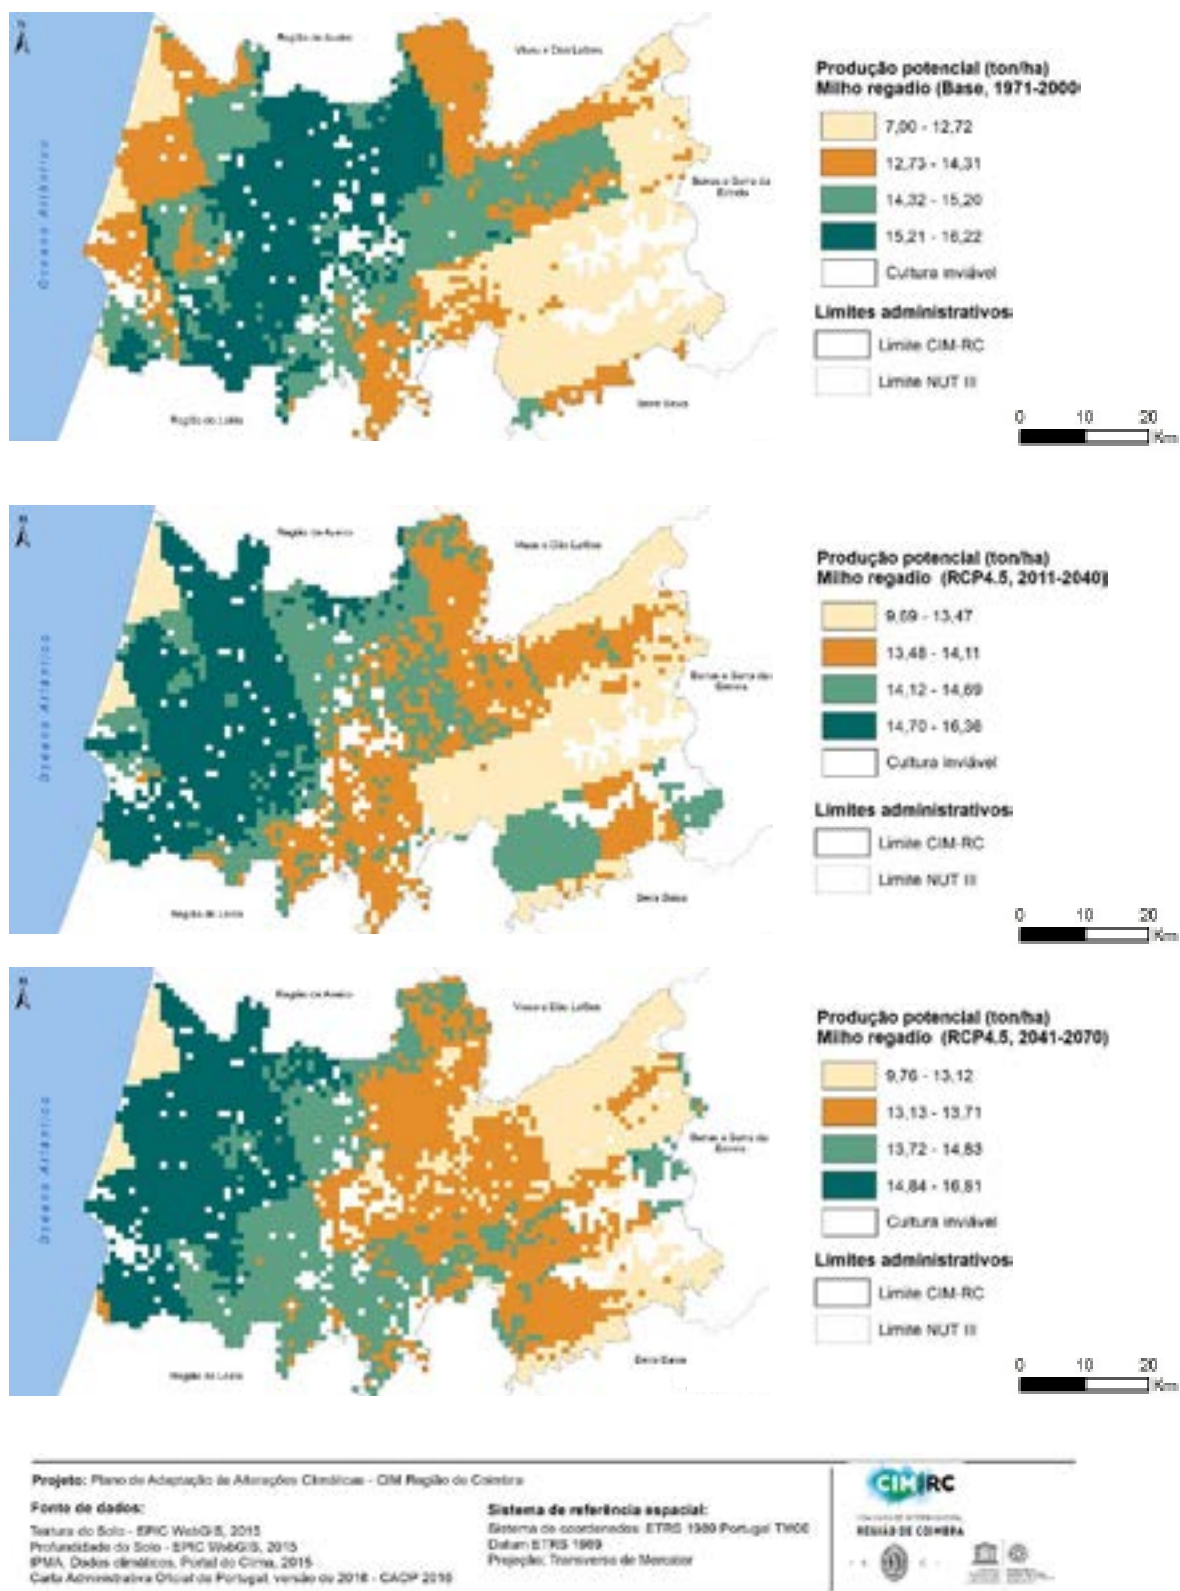 N
Região de Aveiro
Viseu e Dão Lafões
Oceano Atlântico
Beiras e Serra da
Estrela
Região de Leiria
Beira Baixa
Produção potencial (ton/ha)
Milho regadio (Base, 1971-2000)
7,00 - 12,72
12,73 - 14,31
14,32 - 15,20
15,21 - 16,22
Cultura inviável
Limites administrativos:
Limite CIM-RC
Limite NUT III
0 10 20
Km
N
Região de Aveiro
Viseu e Dão Lafões
Oceano Atlântico
Beiras e Serra da
Estrela
Região de Leiria
Beira Baixa
Produção potencial (ton/ha)
Milho regadio (RCP4.5, 2011-2040)
9,69 - 13,47
13,48 - 14,11
14,12 - 14,69
14,70 - 16,36
Cultura inviável
Limites administrativos:
Limite CIM-RC
Limite NUT III
0 10 20
Km
N
Região de Aveiro
Viseu e Dão Lafões
Oceano Atlântico
Beiras e Serra da
Estrela
Região de Leiria
Beira Baixa
Produção potencial (ton/ha)
Milho regadio (RCP4.5, 2041-2070)
9,76 - 13,12
13,13 - 13,71
13,72 - 14,83
14,84 - 16,81
Cultura inviável
Limites administrativos:
Limite CIM-RC
Limite NUT III
0 10 20
Km
Projeto: Plano de Adaptação às Alterações Climáticas - CIM Região de Coimbra
Fonte de dados:
Textura do Solo - EPIC WebGIS, 2015
Profundidade do Solo - EPIC WebGIS, 2015
IPMA, Dados climáticos, Portal do Clima, 2015
Carta Administrativa Oficial de Portugal, versão de 2016 - CAOP 2016
Sistema de referência espacial:
Sistema de coordenadas: ETRS 1989 Portugal TM06
Datum ETRS 1989
Projeção: Transverso de Mercator
CIM RC
REGIÃO DE COIMBRA